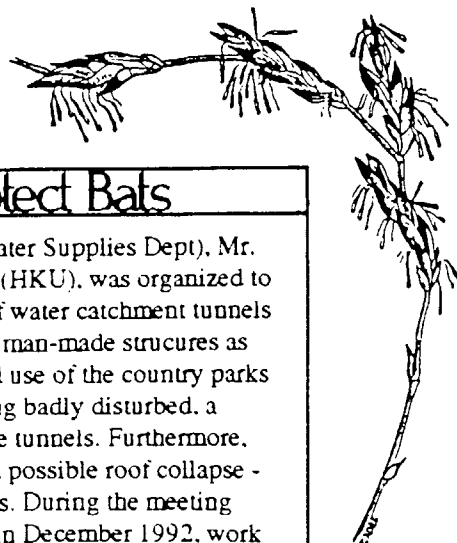 tect Bats
ater Supplies Dept), Mr.
(HKU), was organized to
f water catchment tunnels
man-made strucures as
l use of the country parks
g badly disturbed, a
e tunnels. Furthermore,
possible roof collapse -
s. During the meeting
in December 1992, work